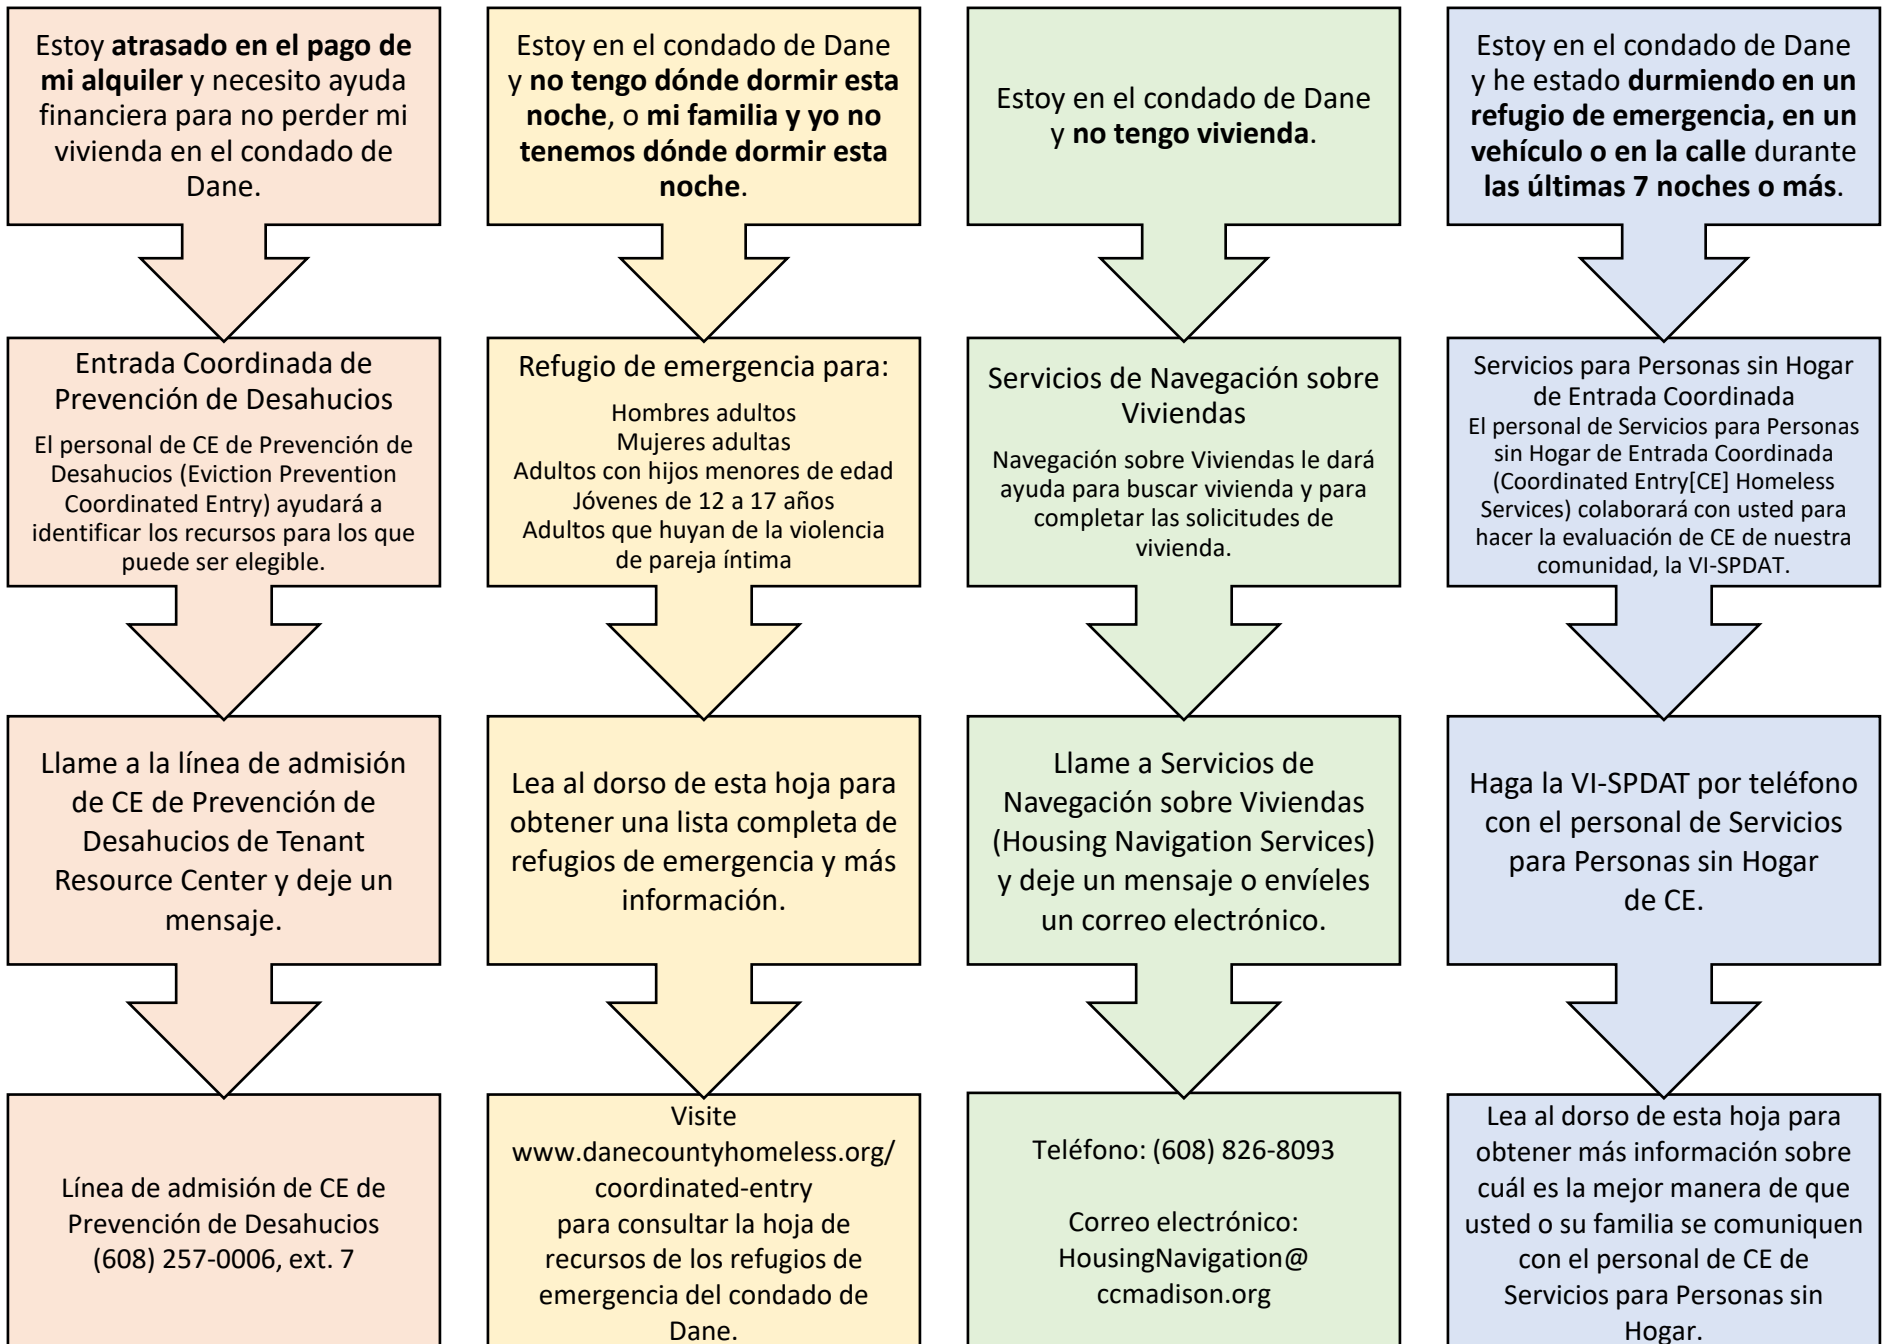 Estoy atrasado en el pago de
mi alquiler y necesito ayuda
financiera para no perder mi
vivienda en el condado de
Dane.
Entrada Coordinada de
Prevención de Desahucios
El personal de CE de Prevención de
Desahucios (Eviction Prevention
Coordinated Entry) ayudará a
identificar los recursos para los que
puede ser elegible.
Llame a la línea de admisión
de CE de Prevención de
Desahucios de Tenant
Resource Center y deje un
mensaje.
Línea de admisión de CE de
Prevención de Desahucios
(608) 257-0006, ext. 7
Estoy en el condado de Dane
y no tengo dónde dormir esta
noche, o mi familia y yo no
tenemos dónde dormir esta
noche.
Refugio de emergencia para:
Hombres adultos
Mujeres adultas
Adultos con hijos menores de edad
Jóvenes de 12 a 17 años
Adultos que huyan de la violencia
de pareja íntima
Lea al dorso de esta hoja para
obtener una lista completa de
refugios de emergencia y más
información.
Visite
www.danecountyhomeless.org/
coordinated-entry
para consultar la hoja de
recursos de los refugios de
emergencia del condado de
Dane.
Estoy en el condado de Dane
y no tengo vivienda.
Servicios de Navegación sobre
Viviendas
Navegación sobre Viviendas le dará
ayuda para buscar vivienda y para
completar las solicitudes de
vivienda.
Llame a Servicios de
Navegación sobre Viviendas
(Housing Navigation Services)
y deje un mensaje o envíeles
un correo electrónico.
Teléfono: (608) 826-8093
Correo electrónico:
HousingNavigation@
ccmadison.org
Estoy en el condado de Dane
y he estado durmiendo en un
refugio de emergencia, en un
vehículo o en la calle durante
las últimas 7 noches o más.
Servicios para Personas sin Hogar
de Entrada Coordinada
El personal de Servicios para Personas
sin Hogar de Entrada Coordinada
(Coordinated Entry[CE] Homeless
Services) colaborará con usted para
hacer la evaluación de CE de nuestra
comunidad, la VI-SPDAT.
Haga la VI-SPDAT por teléfono
con el personal de Servicios
para Personas sin Hogar
de CE.
Lea al dorso de esta hoja para
obtener más información sobre
cuál es la mejor manera de que
usted o su familia se comuniquen
con el personal de CE de
Servicios para Personas sin
Hogar.